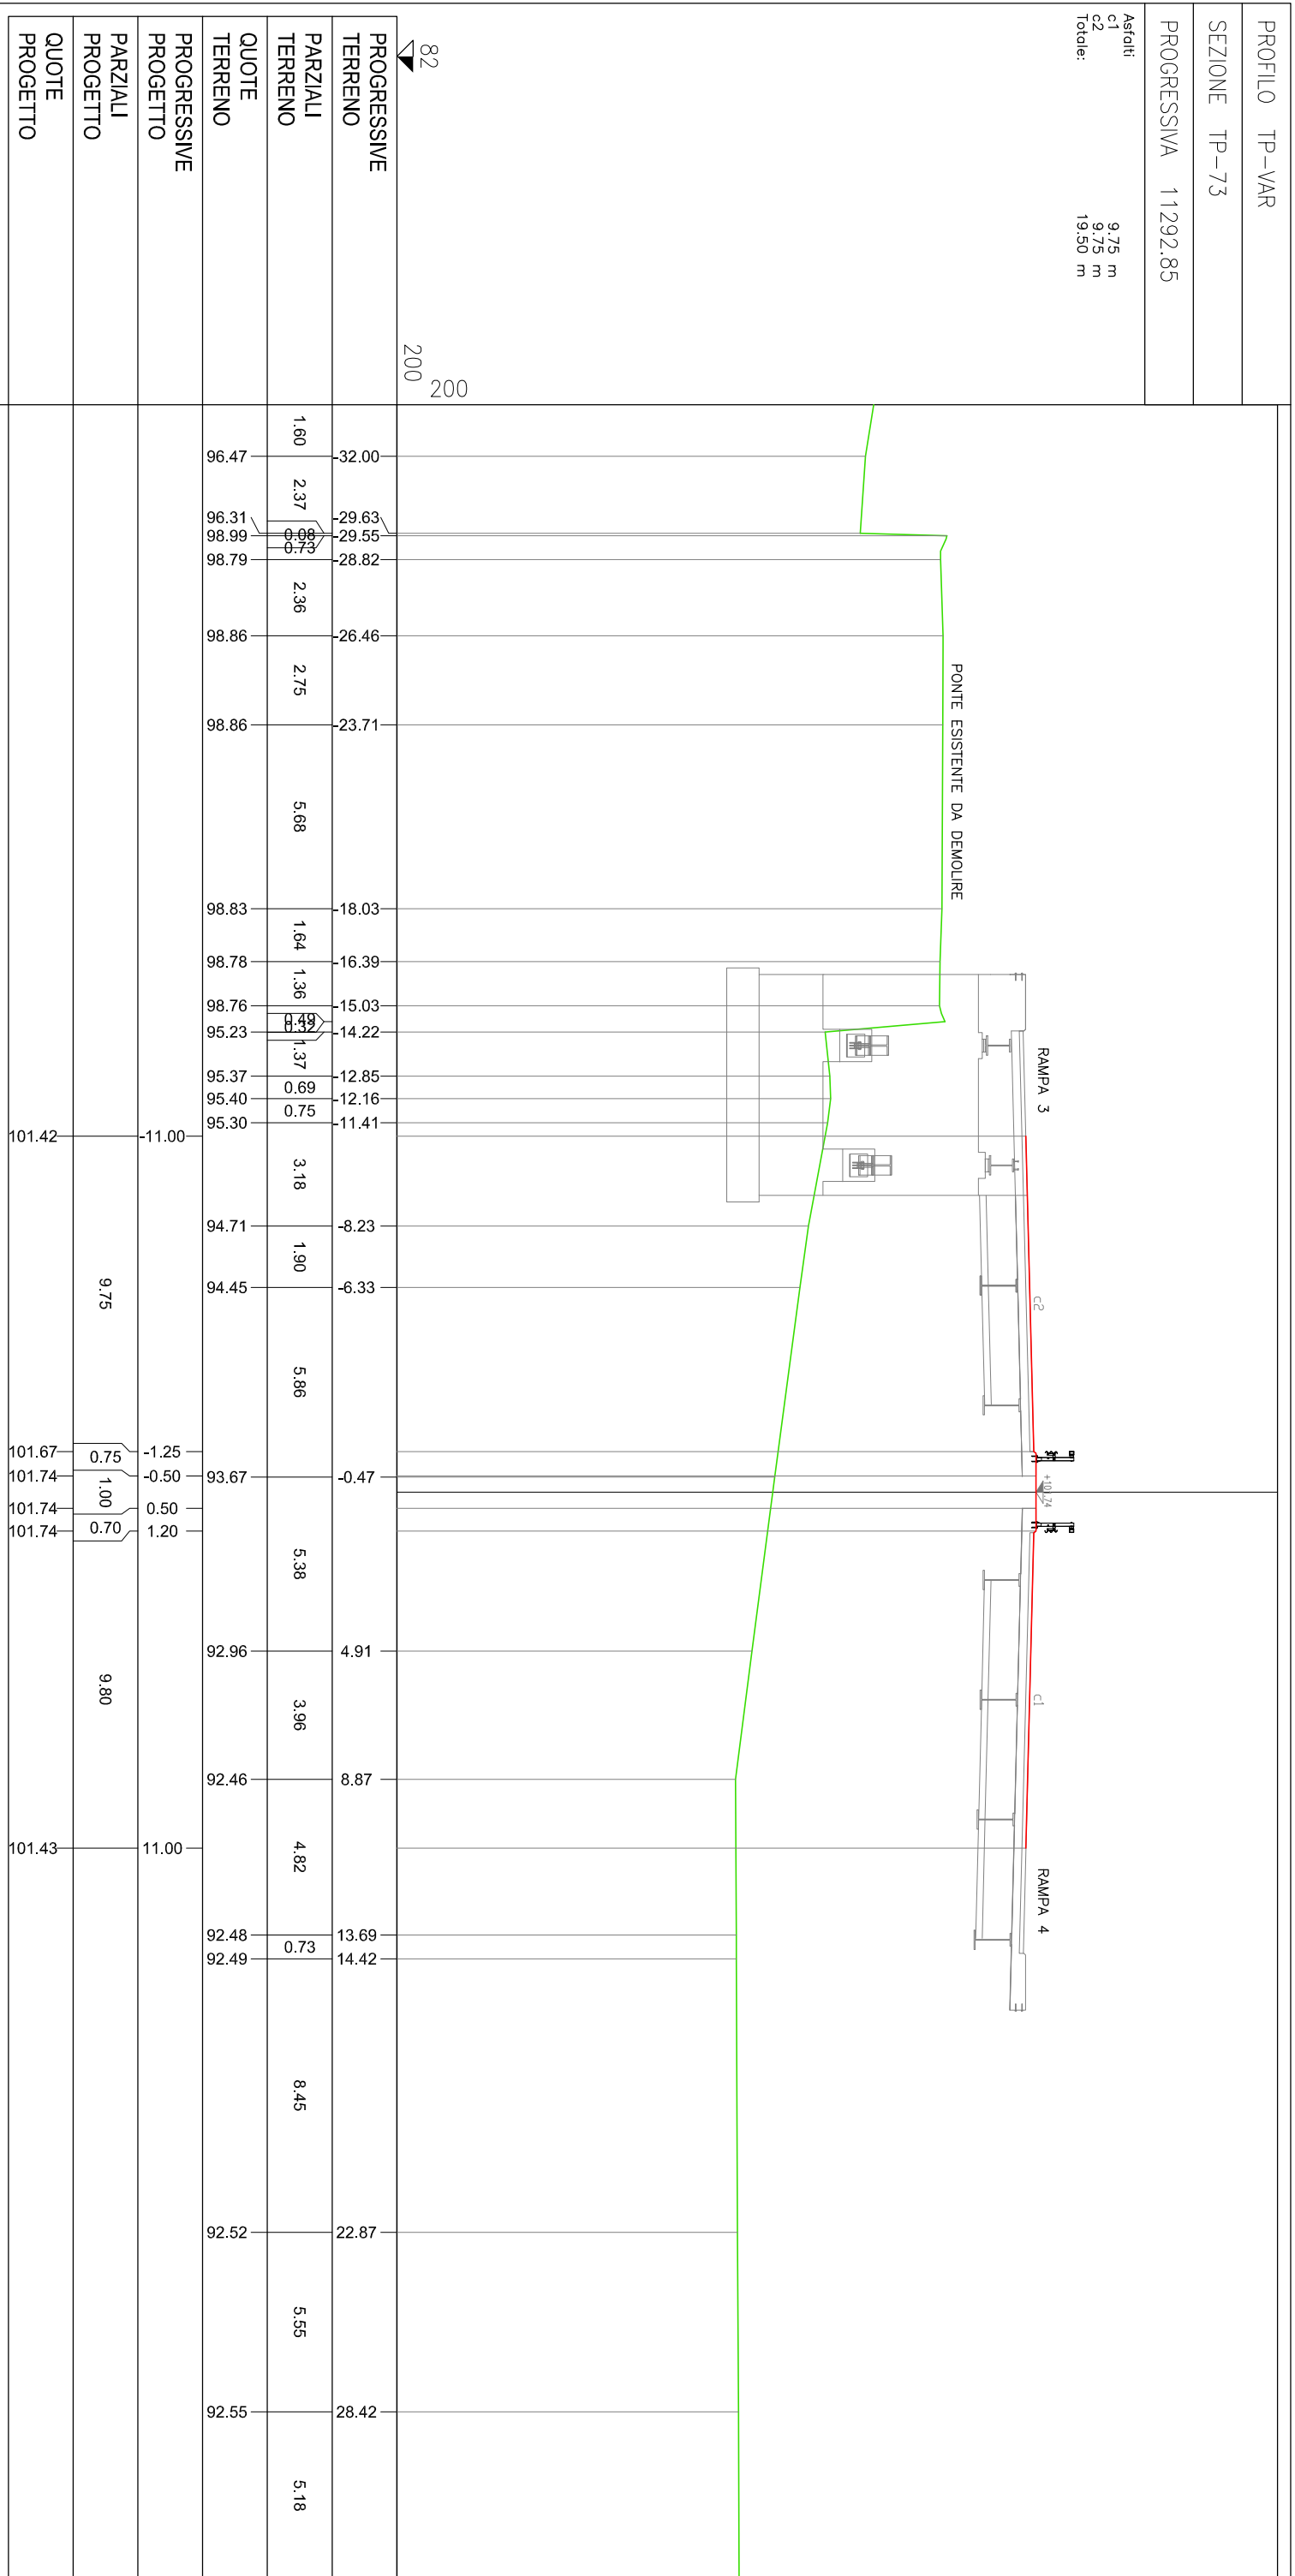 PROFILO TP-VAR
SEZIONE TP-73
PROGRESSIVA 11292.85
Asfalti
c1 9.75 m
c2 9.75 m
Totale: 19.50 m
PONTE ESISTENTE DA DEMOLIRE
RAMPA 3
c2
+101.74
c1
RAMPA 4
82
200
200
PROGRESSIVE TERRENO
-32.00 -29.63 -29.55 -28.82 -26.46 -23.71 -18.03 -16.39 -15.03 -14.22 -12.85 -12.16 -11.41 -8.23 -6.33 -0.47 4.91 8.87 13.69 14.42 22.87 28.42
PARZIALI TERRENO
1.60 2.37 0.08 0.73 2.36 2.75 5.68 1.64 1.36 0.49 0.32 1.37 0.69 0.75 3.18 1.90 5.86 5.38 3.96 4.82 0.73 8.45 5.55 5.18
QUOTE TERRENO
96.47 96.31 98.99 98.79 98.86 98.86 98.83 98.78 98.76 95.23 95.37 95.40 95.30 94.71 94.45 93.67 92.96 92.46 92.48 92.49 92.52 92.55
PROGRESSIVE PROGETTO
-11.00 -1.25 -0.50 0.50 1.20 11.00
PARZIALI PROGETTO
9.75 0.75 1.00 0.70 9.80
QUOTE PROGETTO
101.42 101.67 101.74 101.74 101.74 101.43